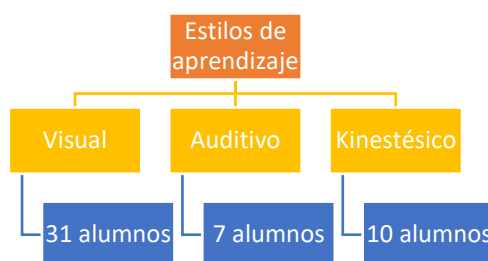 Estilos de
aprendizaje
Visual
Auditivo
Kinestésico
31 alumnos
7 alumnos
10 alumnos